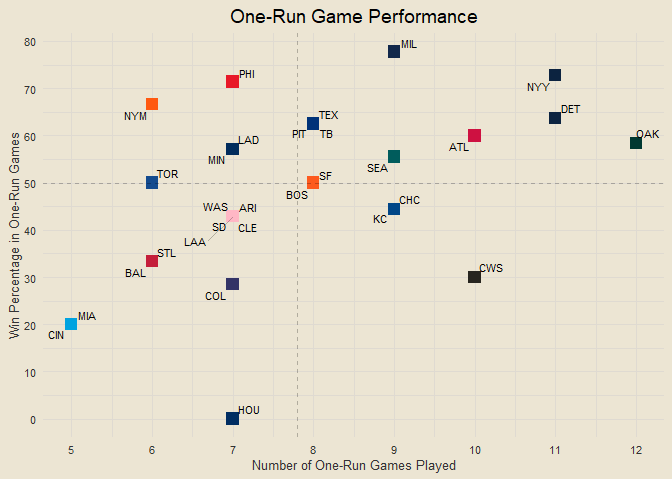 One-Run Game Performance
80
MIL
PHI
NYY
70
NYM
DET
TEX
60
PIT
TB
OAK
LAD
ATL
MIN
SEA
TOR
SF
50
BOS
CHC
WAS
ARI
KC
SD
CLE
40
LAA
STL
BAL
CWS
30
COL
MIA
20
CIN
10
HOU
0
5 6 7 8 9 10 11 12
Number of One-Run Games Played
Win Percentage in One-Run Games